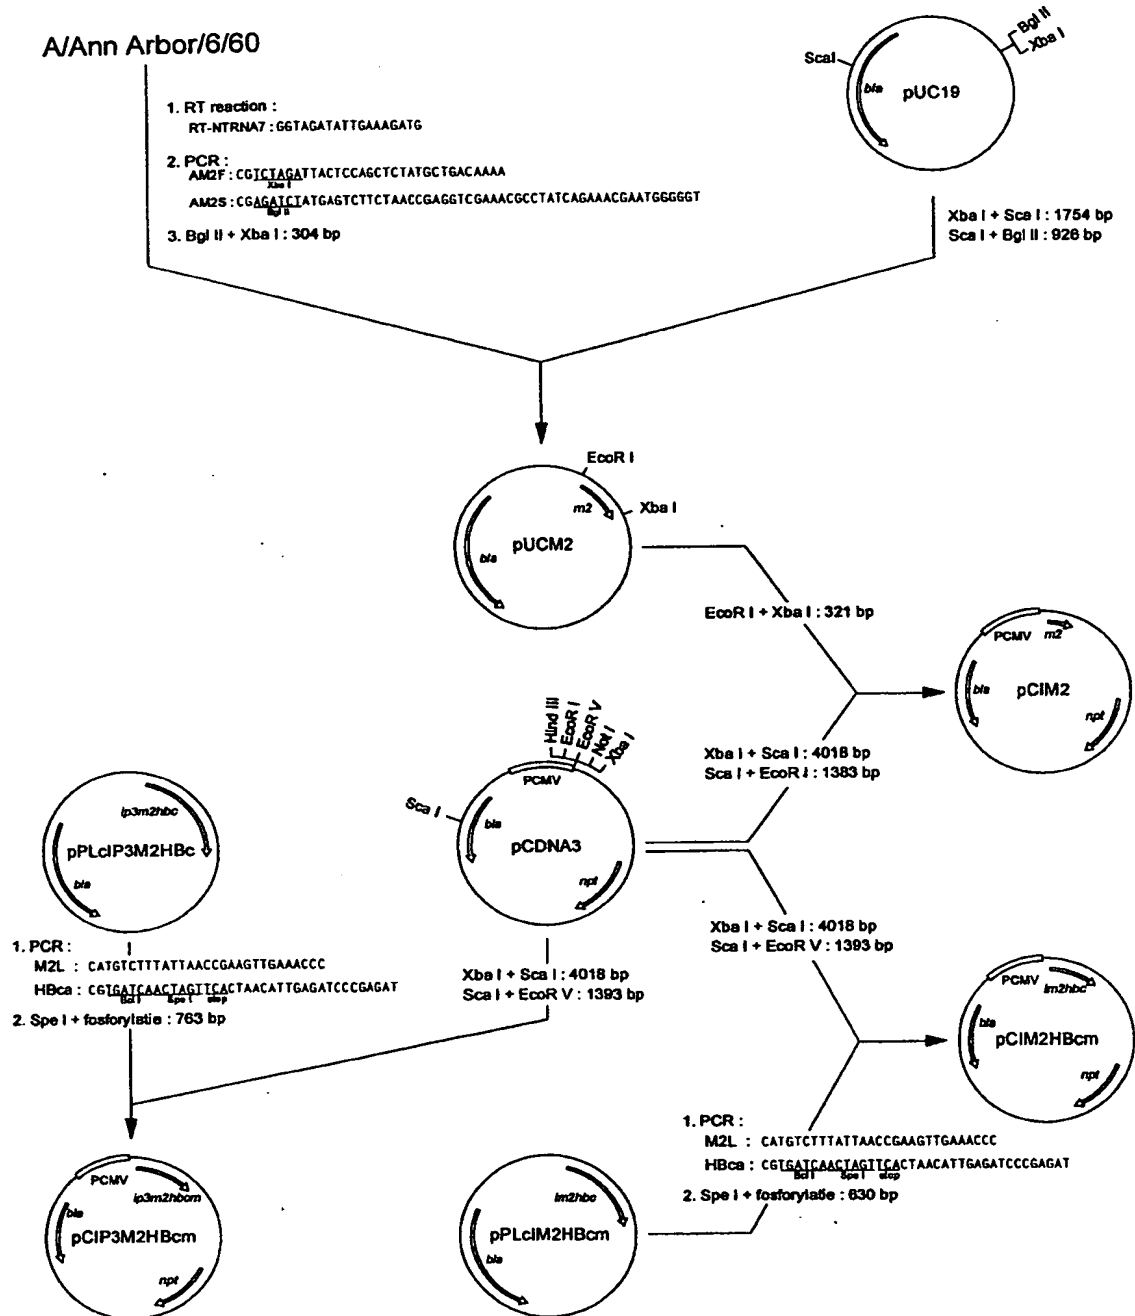 A/Ann Arbor/6/60
1. RT reaction :
RT-NTRNA7 : GGTAGATATTGAAAGATG
2. PCR :
AM2F : CGTCTAGATTACTCCAGCTCTATGCTGACAAAA
Xba I
AM2S : CGAGATCTATGAGTCTTCTAACCGAGGTCGAAACGCCTATCAGAAACGAATGGGGGT
Bgl II
3. Bgl II + Xba I : 304 bp
ScaI
Bgl II
Xba I
bla
pUC19
Xba I + Sca I : 1754 bp
Sca I + Bgl II : 926 bp
EcoR I
m2
Xba I
pUCM2
bla
EcoR I + Xba I : 321 bp
PCMV
m2
bla
pCIM2
npt
Hind III
EcoR I
EcoR V
Not I
Xba I
PCMV
Sca I
bla
pCDNA3
npt
Xba I + Sca I : 4018 bp
Sca I + EcoR I : 1383 bp
ip3m2hbc
pPLcIP3M2HBc
bla
1. PCR :
M2L : CATGTCTTTATTAACCGAAGTTGAAACCC
HBca : CGTGATCAACTAGTTCACTAACATTGAGATCCCGAGAT
Bcl I Spe I stop
2. Spe I + fosforylatie : 763 bp
Xba I + Sca I : 4018 bp
Sca I + EcoR V : 1393 bp
Xba I + Sca I : 4018 bp
Sca I + EcoR V : 1393 bp
PCMV
im2hbc
bla
pCIM2HBcm
npt
1. PCR :
M2L : CATGTCTTTATTAACCGAAGTTGAAACCC
HBca : CGTGATCAACTAGTTCACTAACATTGAGATCCCGAGAT
Bcl I Spe I stop
2. Spe I + fosforylatie : 630 bp
PCMV
ip3m2hbcm
bla
pCIP3M2HBcm
npt
im2hbc
pPLcIM2HBcm
bla